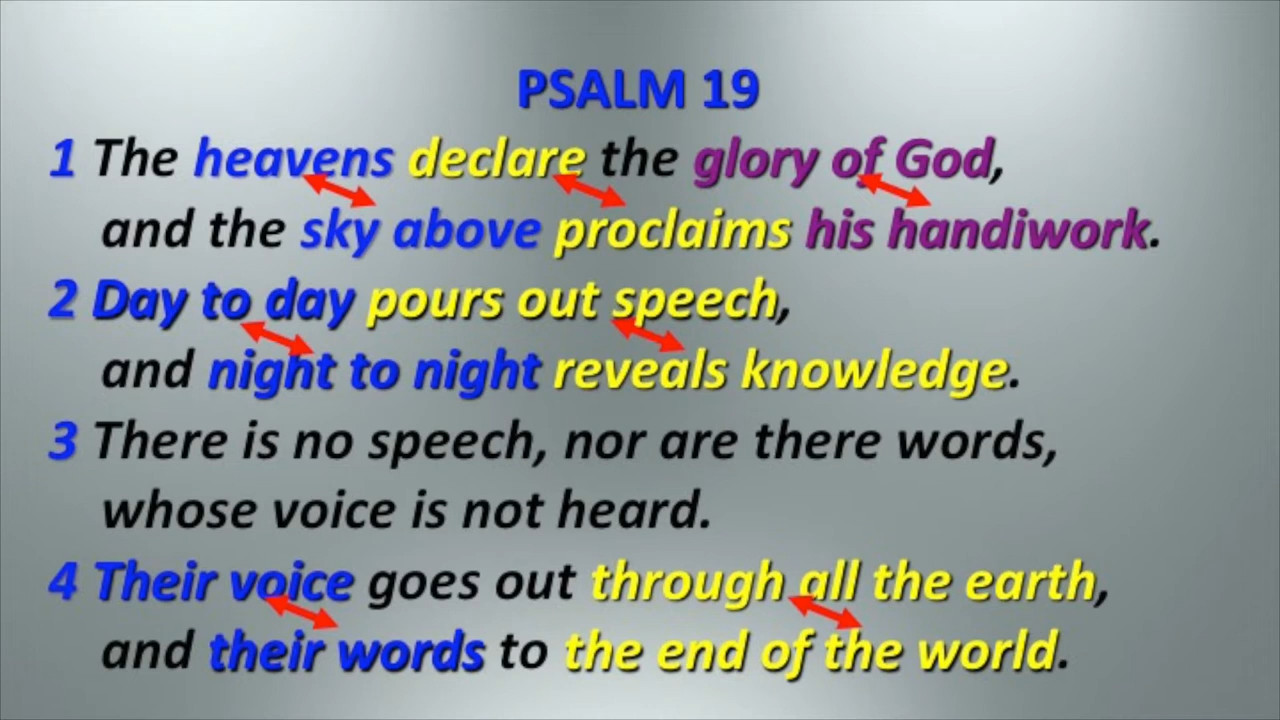 PSALM 19
1 The heavens declare the glory of God,
and the sky above proclaims his handiwork.
2 Day to day pours out speech,
and night to night reveals knowledge.
3 There is no speech, nor are there words,
whose voice is not heard.
4 Their voice goes out through all the earth,
and their words to the end of the world.